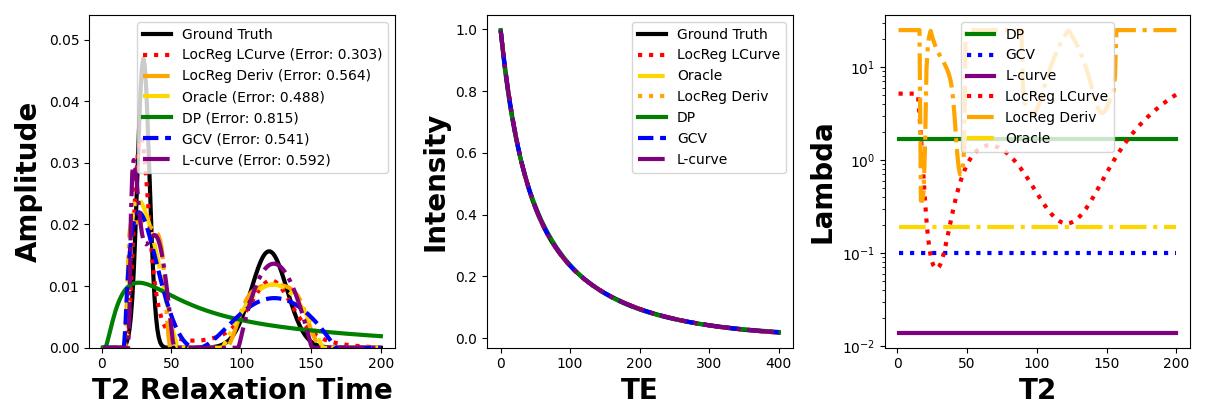 0.05
0.04
0.03
0.02
0.01
0.00
0
50
100
150
200
Amplitude
T2 Relaxation Time
Ground Truth
LocReg LCurve (Error: 0.303)
LocReg Deriv (Error: 0.564)
Oracle (Error: 0.488)
DP (Error: 0.815)
GCV (Error: 0.541)
L-curve (Error: 0.592)
1.0
0.8
0.6
0.4
0.2
0.0
0
100
200
300
400
Intensity
TE
Ground Truth
LocReg LCurve
Oracle
LocReg Deriv
DP
GCV
L-curve
10¹
10⁰
10⁻¹
10⁻²
0
50
100
150
200
Lambda
T2
DP
GCV
L-curve
LocReg LCurve
LocReg Deriv
Oracle